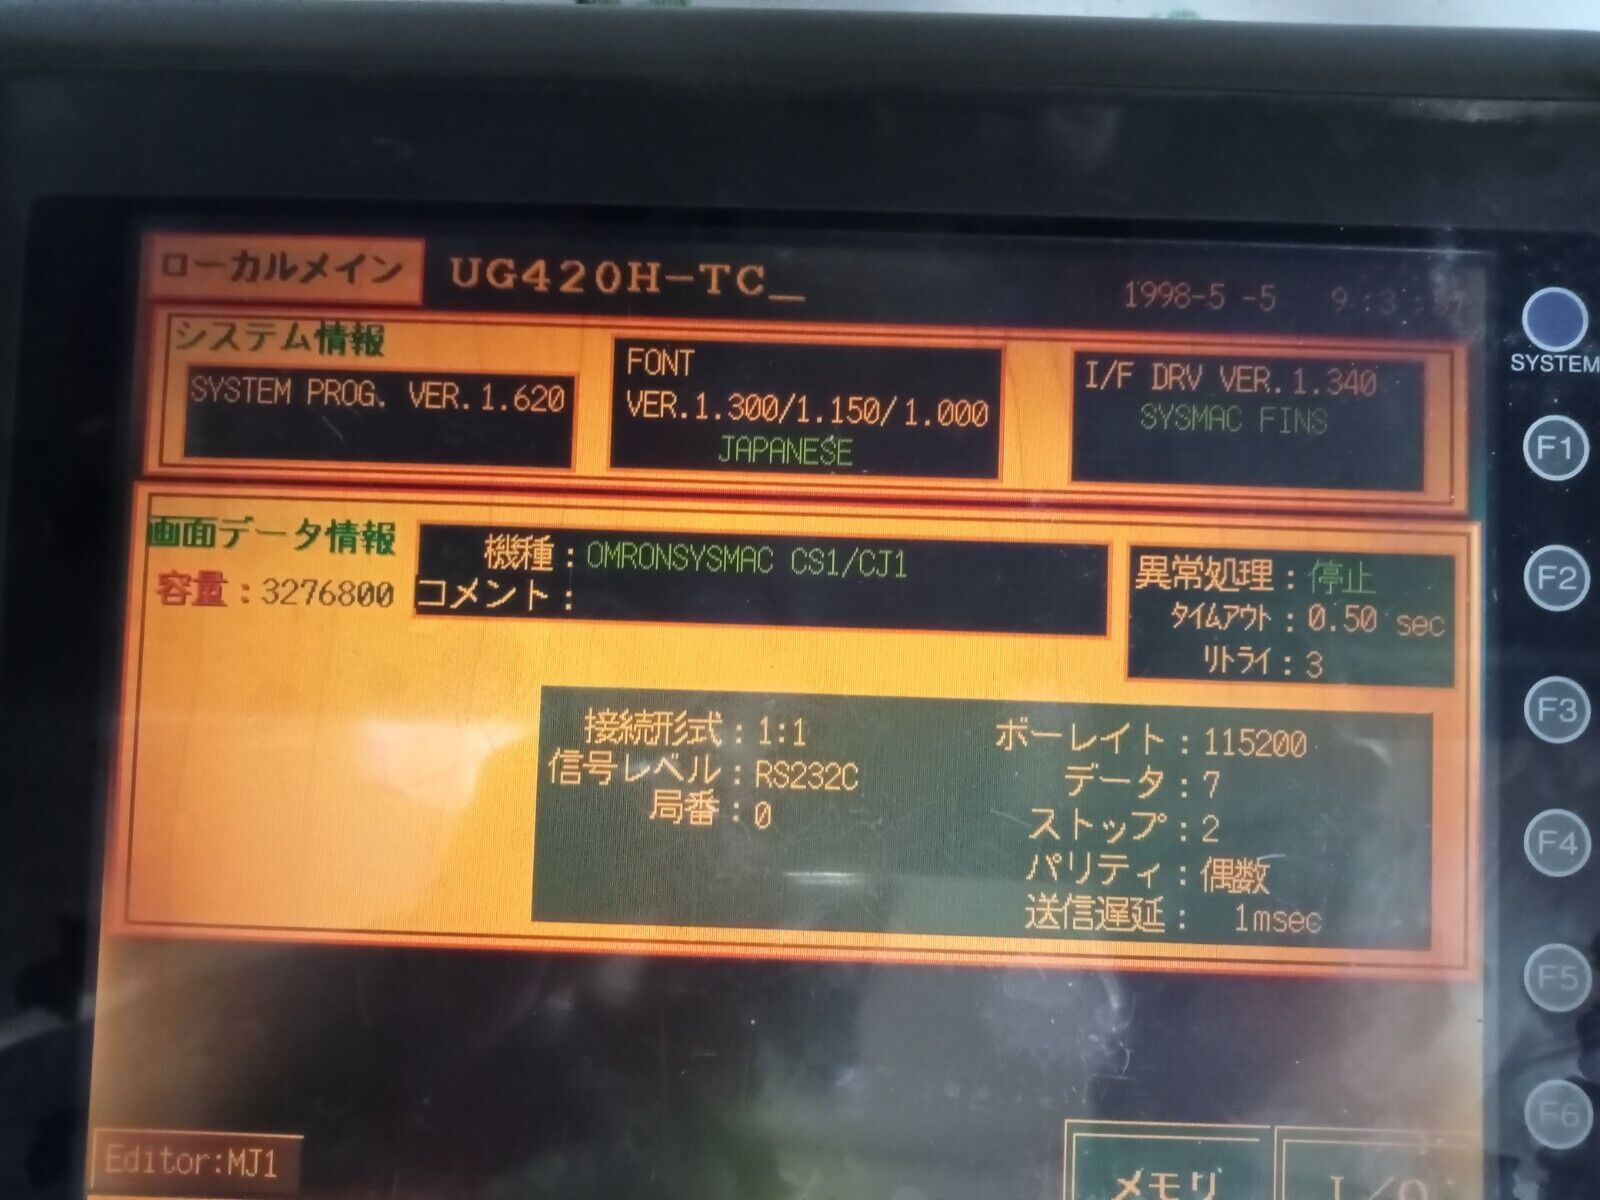 ローカルメイン
UG420H-TC_
1998-5 -5
システム情報
SYSTEM PROG. VER.1.620
FONT
VER.1.300/1.150/1.000
JAPANESE
I/F DRV VER.1.340
SYSMAC FINS
SYSTEM
F1
画面データ情報
容量:3276800
機種:OMRONSYSMAC CS1/CJ1
コメント:
異常処理:停止
タイムアウト:0.50 sec
リトライ:3
F2
F3
接続形式:1:1
信号レベル:RS232C
局番:0
ボーレイト:115200
データ:7
ストップ:2
パリティ:偶数
送信遅延: 1msec
F4
F5
F6
Editor:MJ1
メモリ
I/O